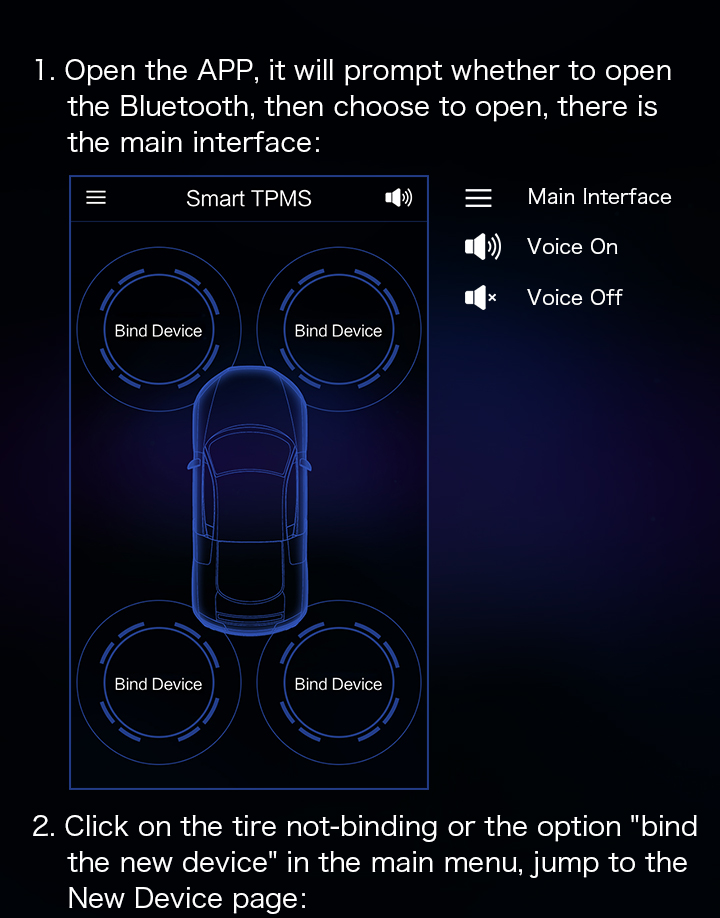 1. Open the APP, it will prompt whether to open
the Bluetooth, then choose to open, there is
the main interface:
Smart TPMS
Main Interface
Voice On
Voice Off
Bind Device
Bind Device
Bind Device
Bind Device
2. Click on the tire not-binding or the option "bind
the new device" in the main menu, jump to the
New Device page: